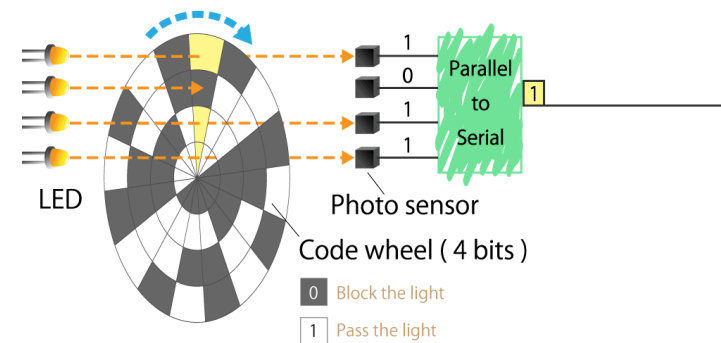 1
0
1
1
Parallel
to
Serial
1
LED
Photo sensor
Code wheel ( 4 bits )
0 Block the light
1 Pass the light